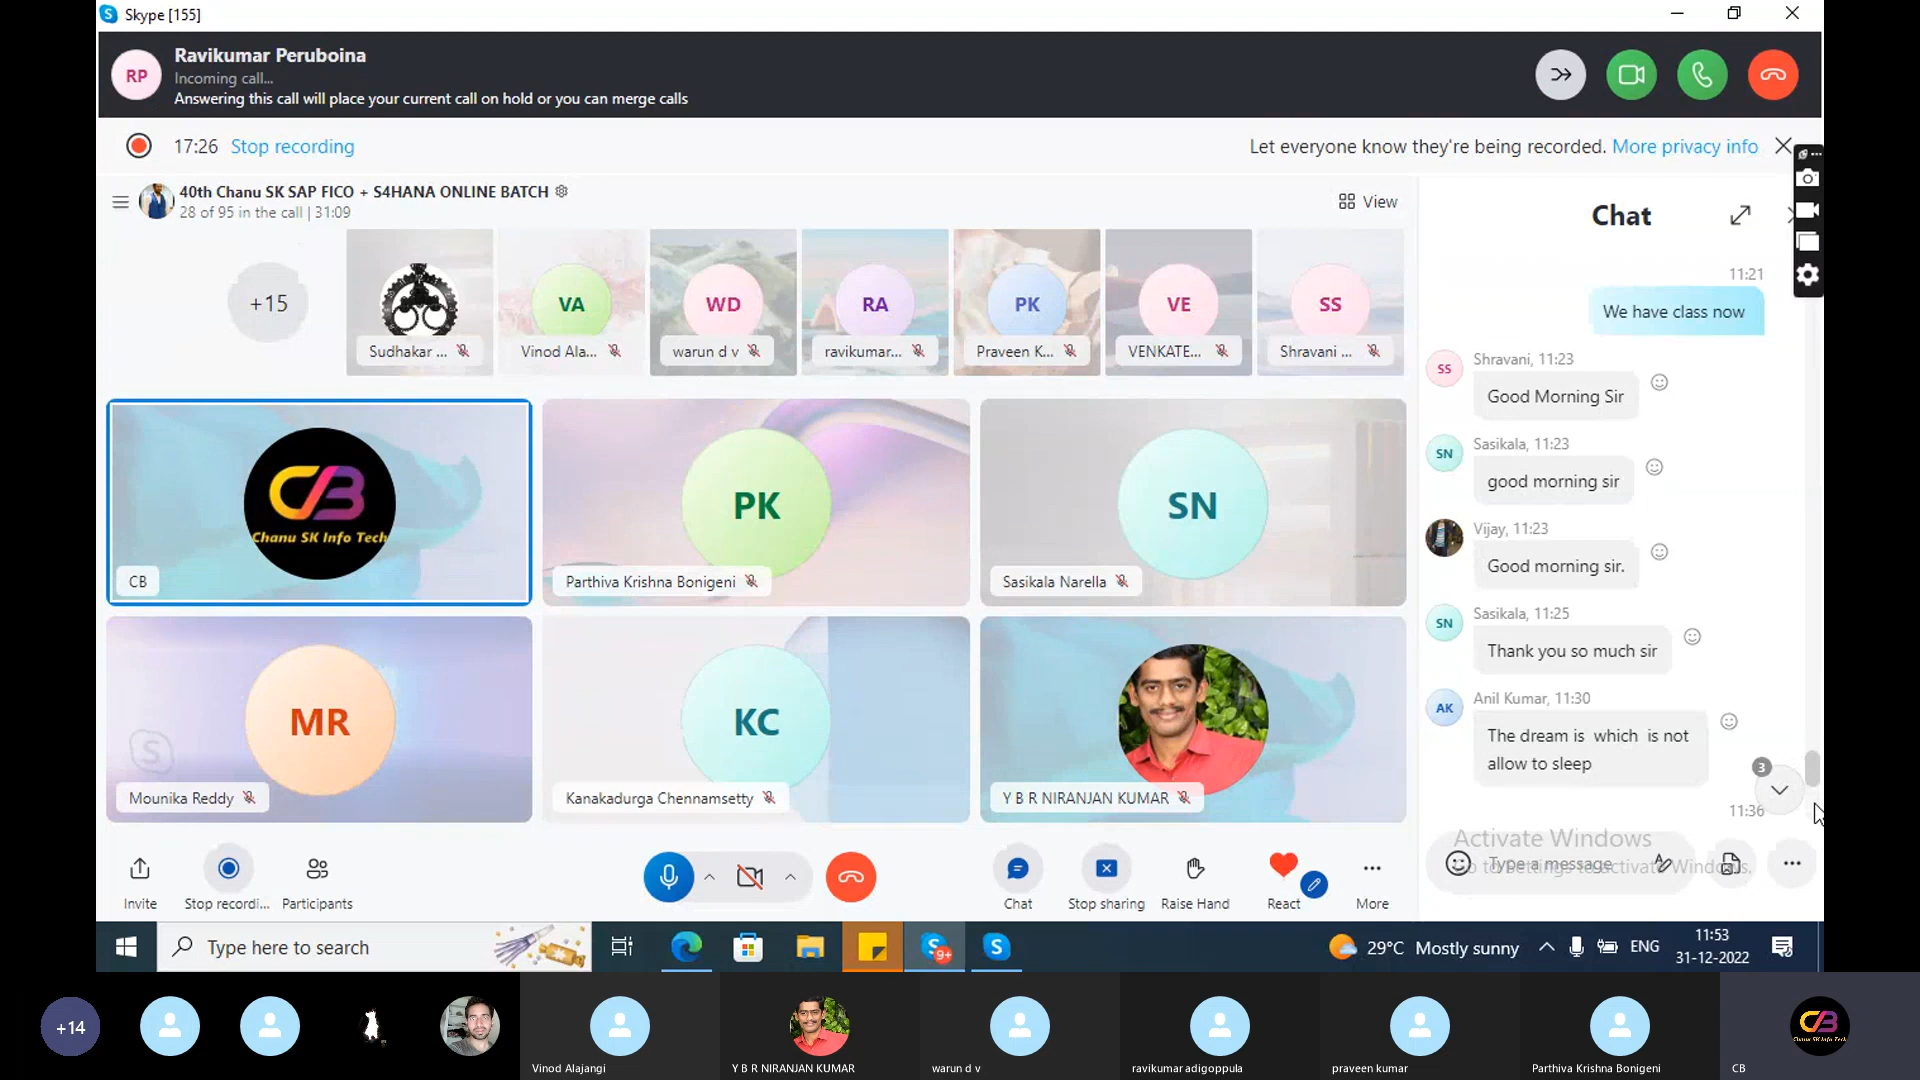 Skype [155]
RP
Ravikumar Peruboina
Incoming call...
Answering this call will place your current call on hold or you can merge calls
17:26 Stop recording
Let everyone know they're being recorded. More privacy info
40th Chanu SK SAP FICO + S4HANA ONLINE BATCH
28 of 95 in the call | 31:09
View
+15
Sudhakar ...
VA
Vinod Ala...
WD
warun d v
RA
ravikumar...
PK
Praveen K...
VE
VENKATE...
SS
Shravani ...
CB
Chanu SK Info Tech
CB
PK
Parthiva Krishna Bonigeni
SN
Sasikala Narella
MR
Mounika Reddy
KC
Kanakadurga Chennamsetty
Y B R NIRANJAN KUMAR
Chat
11:21
We have class now
SS
Shravani, 11:23
Good Morning Sir
SN
Sasikala, 11:23
good morning sir
Vijay, 11:23
Good morning sir.
SN
Sasikala, 11:25
Thank you so much sir
AK
Anil Kumar, 11:30
The dream is which is not
allow to sleep
3
11:36
Activate Windows
Type a message
Invite
Stop recordi...
Participants
Chat
Stop sharing
Raise Hand
React
More
Type here to search
9+
29°C Mostly sunny
ENG
11:53
31-12-2022
+14
Vinod Alajangi
Y B R NIRANJAN KUMAR
warun d v
ravikumar adigoppula
praveen kumar
Parthiva Krishna Bonigeni
CB
Chanu SK Info Tech
CB